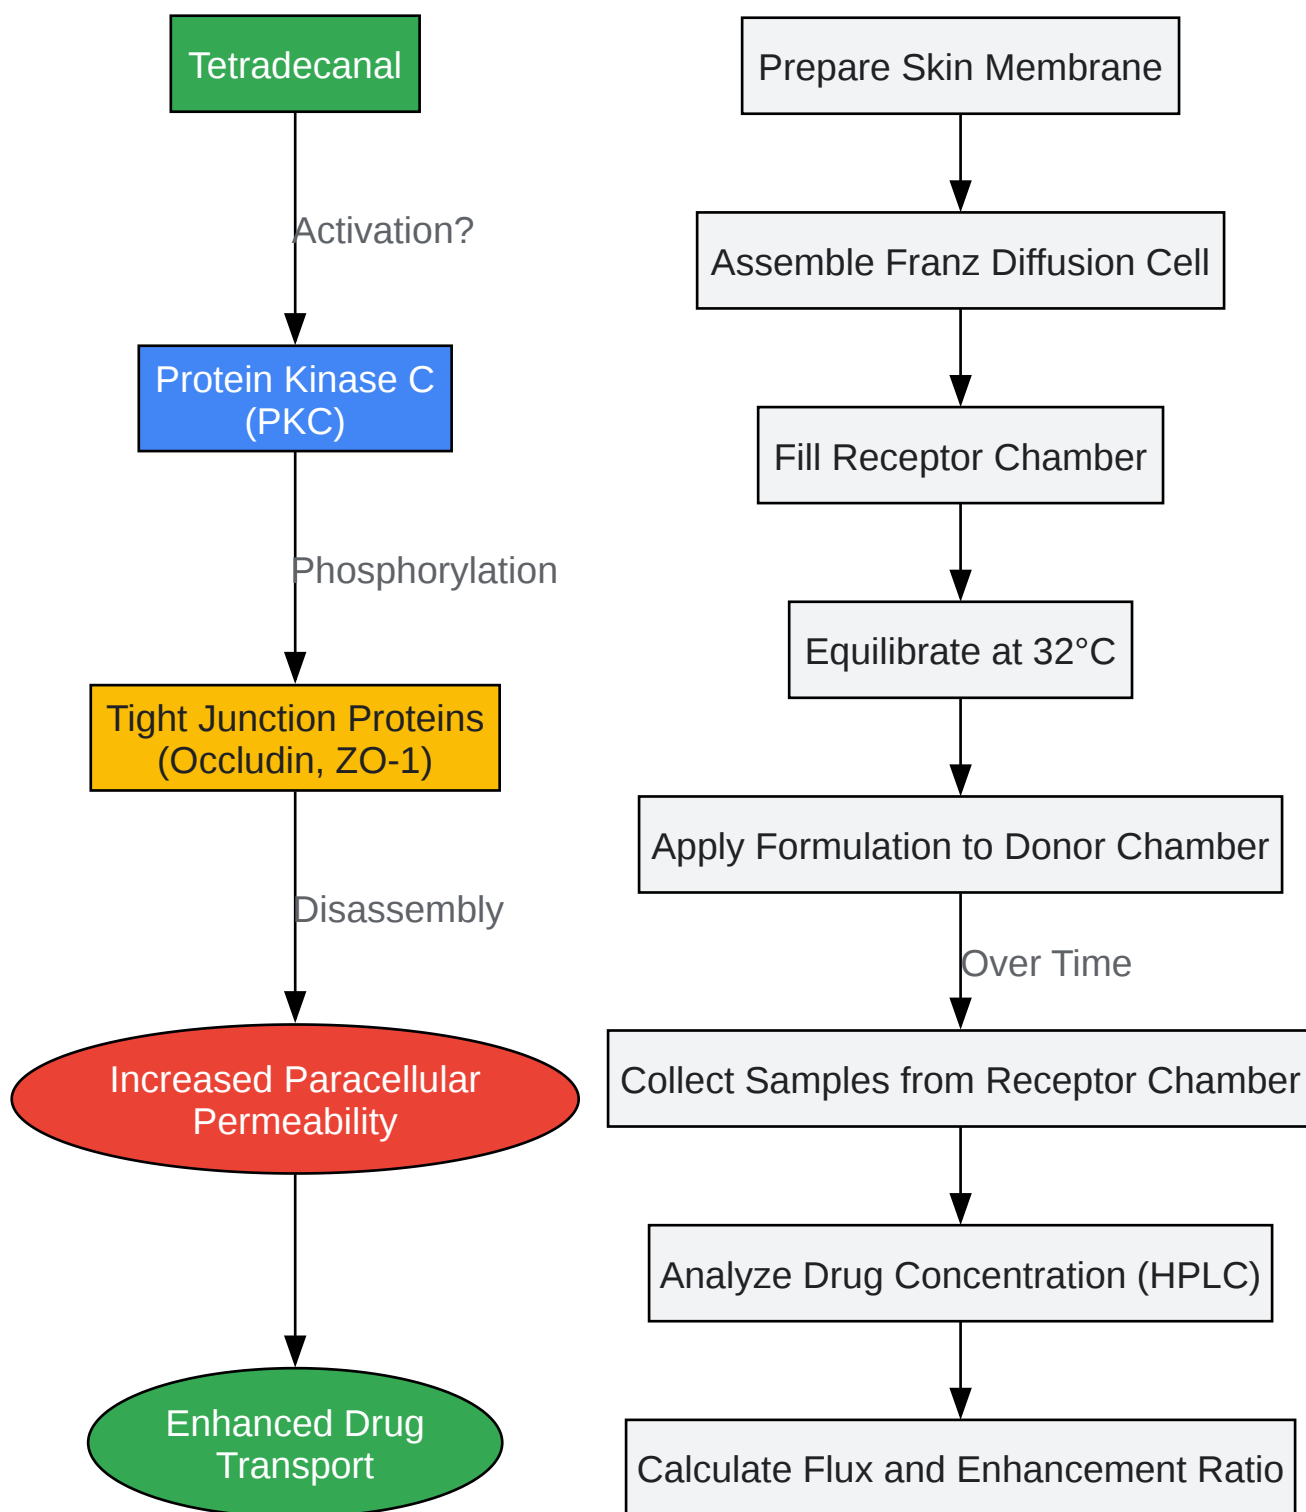 Tetradecanal
Activation?
Protein Kinase C
(PKC)
Phosphorylation
Tight Junction Proteins
(Occludin, ZO-1)
Disassembly
Increased Paracellular
Permeability
Enhanced Drug
Transport
Prepare Skin Membrane
Assemble Franz Diffusion Cell
Fill Receptor Chamber
Equilibrate at 32°C
Apply Formulation to Donor Chamber
Over Time
Collect Samples from Receptor Chamber
Analyze Drug Concentration (HPLC)
Calculate Flux and Enhancement Ratio